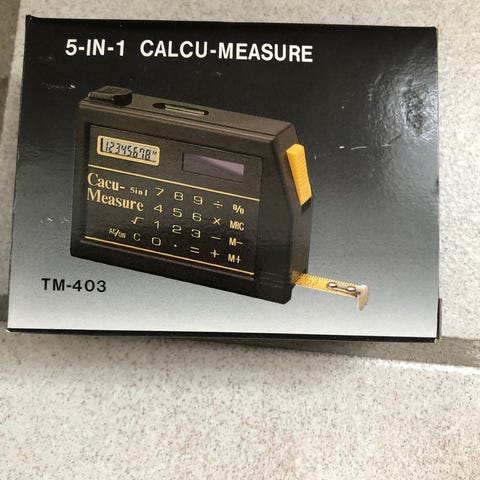 5-IN-1 CALCU-MEASURE
12345678
Cacu- 5in1 7 8 9 ÷ %
Measure 4 5 6 × MRC
√ 1 2 3 − M−
AC/ON C 0 · = + M+
TM-403